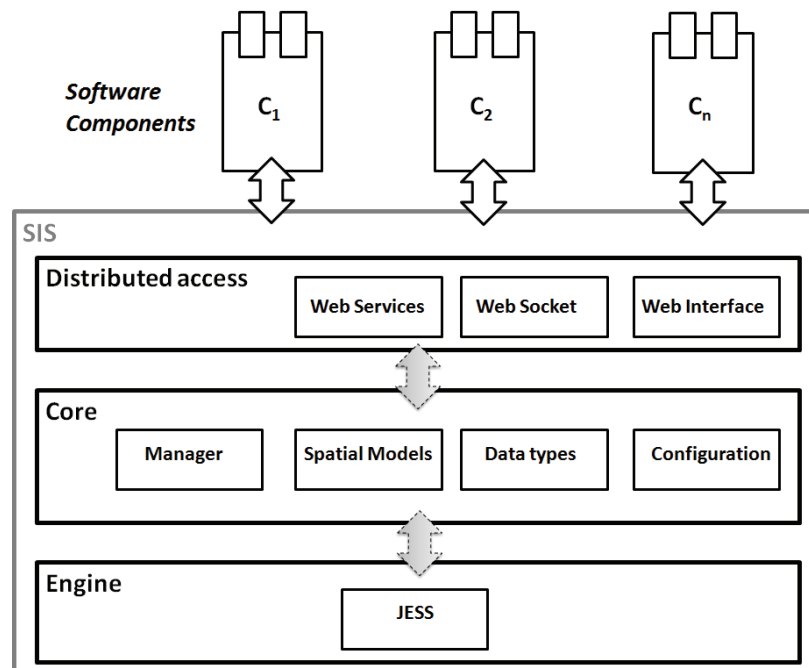 Software
Components
C1
C2
Cn
SIS
Distributed access
Web Services
Web Socket
Web Interface
Core
Manager
Spatial Models
Data types
Configuration
Engine
JESS